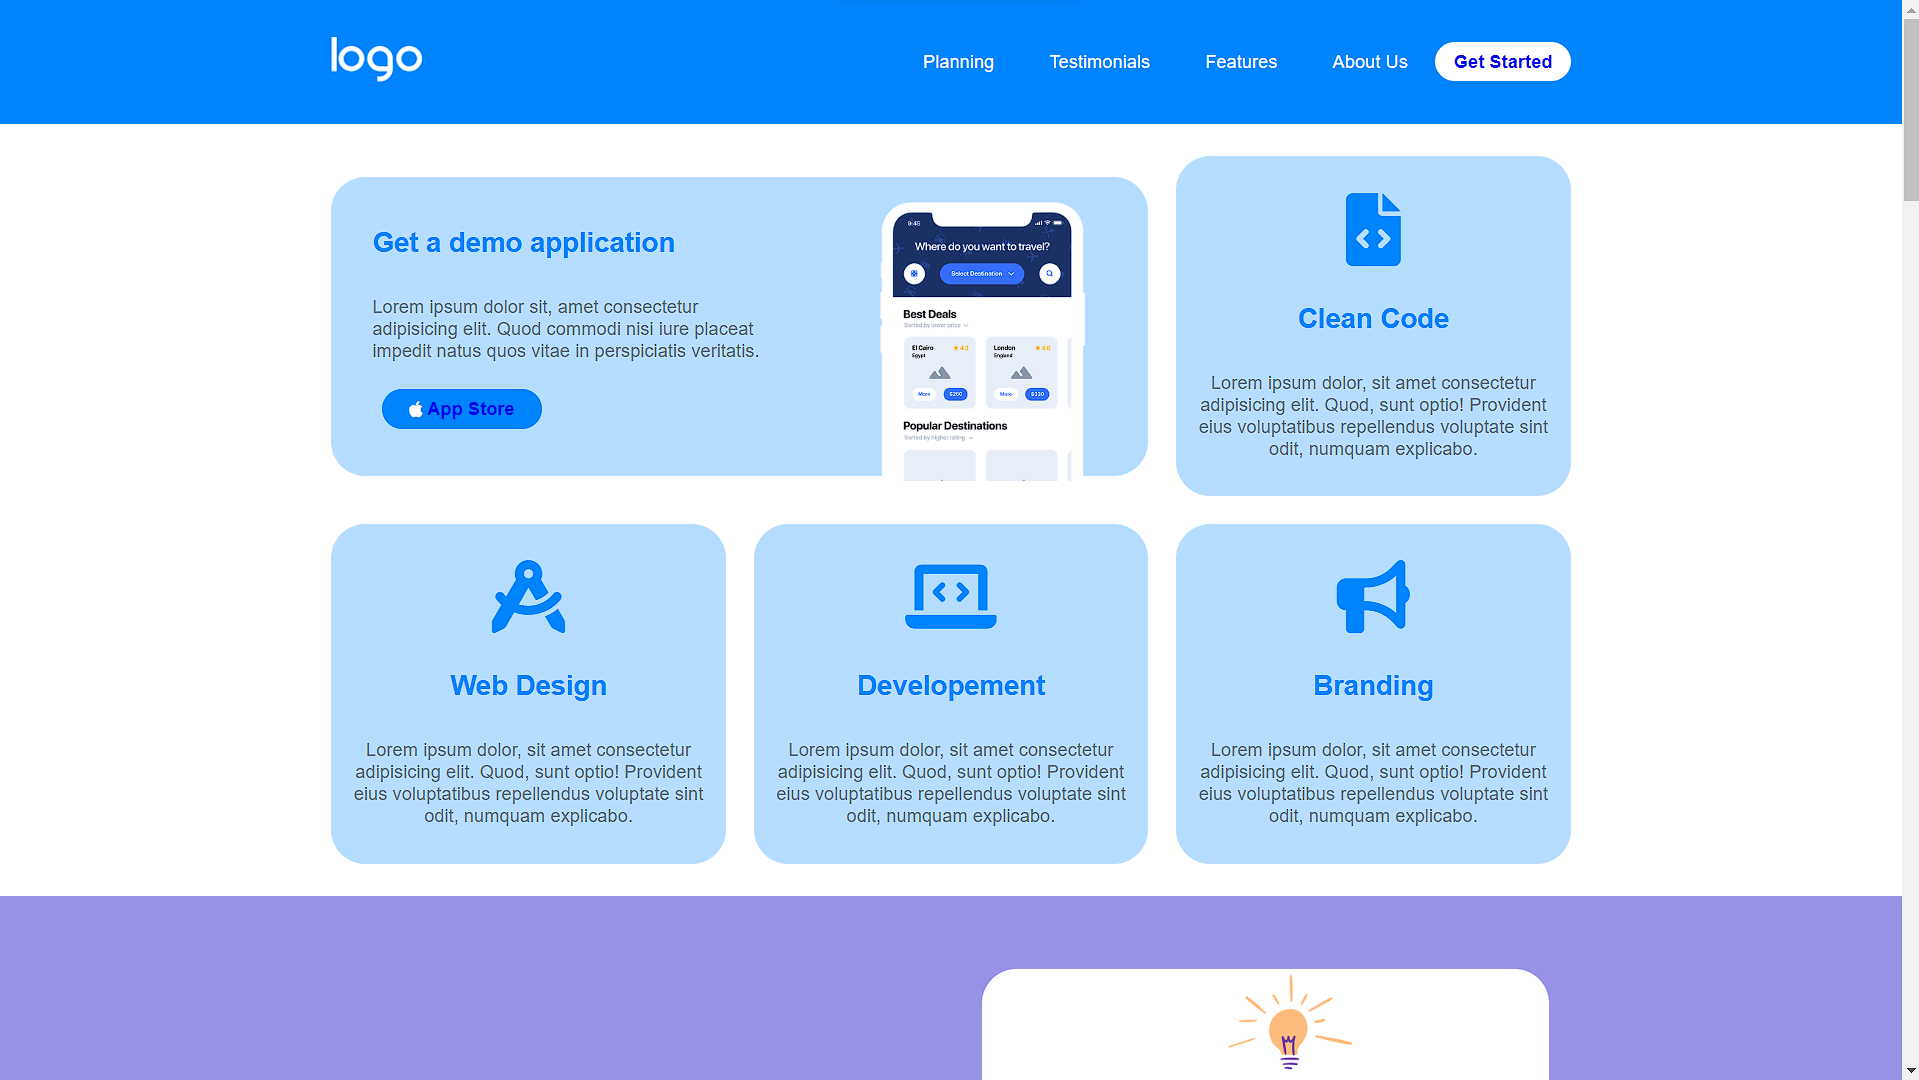 logo
Planning
Testimonials
Features
About Us
Get Started
Get a demo application
Lorem ipsum dolor sit, amet consectetur
adipisicing elit. Quod commodi nisi iure placeat
impedit natus quos vitae in perspiciatis veritatis.
App Store
9:45
Where do you want to travel?
Select Destination
Best Deals
Sorted by lower price
El Cairo
4.3
Egypt
London
England
More
$260
More
$330
Popular Destinations
Sorted by higher rating
Clean Code
Lorem ipsum dolor, sit amet consectetur
adipisicing elit. Quod, sunt optio! Provident
eius voluptatibus repellendus voluptate sint
odit, numquam explicabo.
Web Design
Lorem ipsum dolor, sit amet consectetur
adipisicing elit. Quod, sunt optio! Provident
eius voluptatibus repellendus voluptate sint
odit, numquam explicabo.
Developement
Lorem ipsum dolor, sit amet consectetur
adipisicing elit. Quod, sunt optio! Provident
eius voluptatibus repellendus voluptate sint
odit, numquam explicabo.
Branding
Lorem ipsum dolor, sit amet consectetur
adipisicing elit. Quod, sunt optio! Provident
eius voluptatibus repellendus voluptate sint
odit, numquam explicabo.